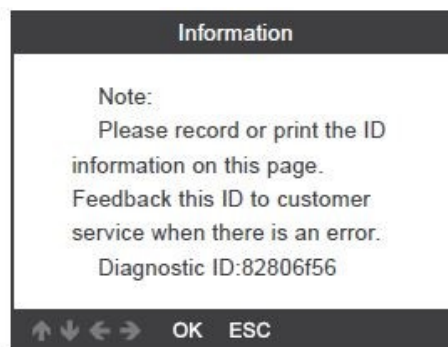 Information
Note:
Please record or print the ID
information on this page.
Feedback this ID to customer
service when there is an error.
Diagnostic ID:82806f56
OK ESC